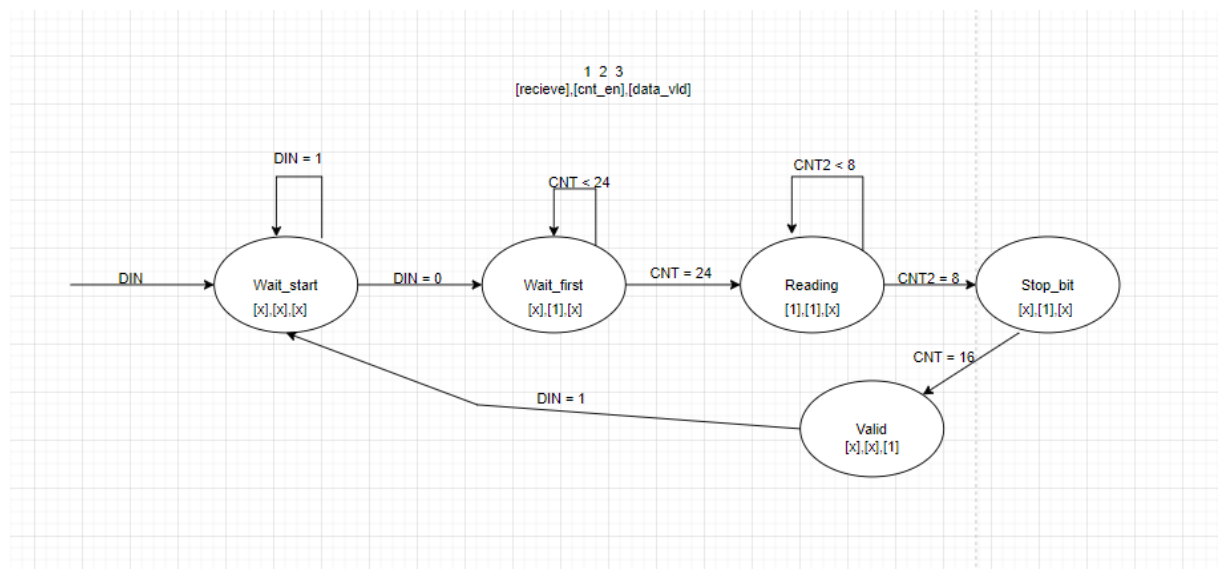 1 2 3
[recieve],[cnt_en],[data_vld]
DIN = 1
CNT < 24
CNT2 < 8
DIN
Wait_start
[x],[x],[x]
DIN = 0
Wait_first
[x],[1],[x]
CNT = 24
Reading
[1],[1],[x]
CNT2 = 8
Stop_bit
[x],[1],[x]
CNT = 16
DIN = 1
Valid
[x],[x],[1]